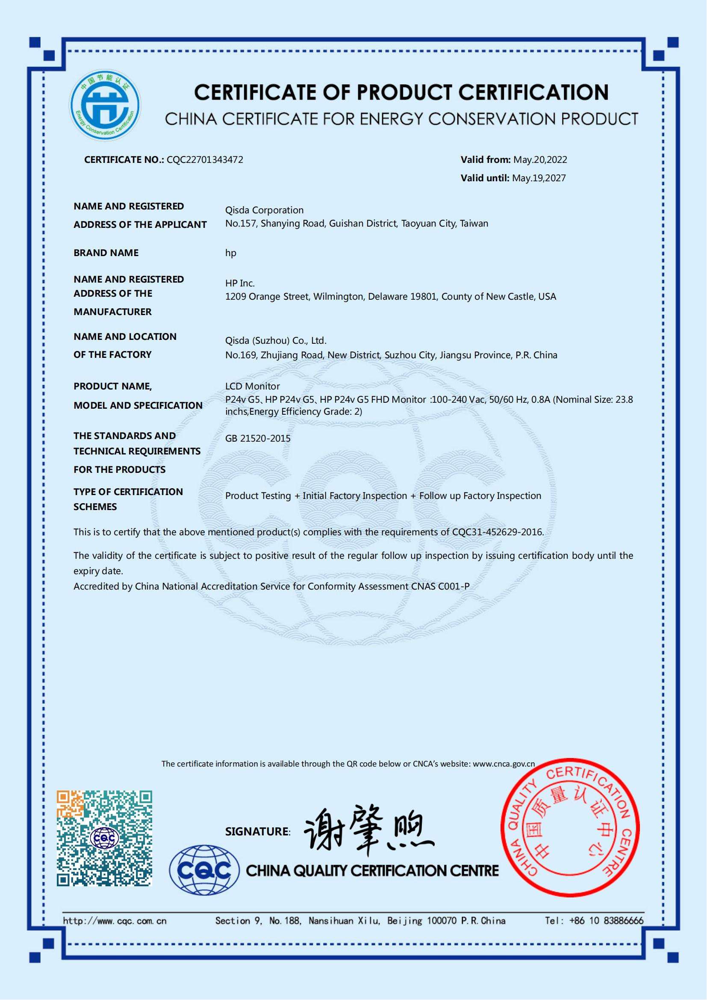 中国节能认证
Energy Conservation Certification
CERTIFICATE OF PRODUCT CERTIFICATION
CHINA CERTIFICATE FOR ENERGY CONSERVATION PRODUCT
CERTIFICATE NO.: CQC22701343472
Valid from: May.20,2022
Valid until: May.19,2027
NAME AND REGISTERED
ADDRESS OF THE APPLICANT
Qisda Corporation
No.157, Shanying Road, Guishan District, Taoyuan City, Taiwan
BRAND NAME
hp
NAME AND REGISTERED
ADDRESS OF THE
MANUFACTURER
HP Inc.
1209 Orange Street, Wilmington, Delaware 19801, County of New Castle, USA
NAME AND LOCATION
OF THE FACTORY
Qisda (Suzhou) Co., Ltd.
No.169, Zhujiang Road, New District, Suzhou City, Jiangsu Province, P.R. China
PRODUCT NAME,
MODEL AND SPECIFICATION
LCD Monitor
P24v G5、HP P24v G5、HP P24v G5 FHD Monitor :100-240 Vac, 50/60 Hz, 0.8A (Nominal Size: 23.8
inchs,Energy Efficiency Grade: 2)
THE STANDARDS AND
TECHNICAL REQUIREMENTS
FOR THE PRODUCTS
GB 21520-2015
TYPE OF CERTIFICATION
SCHEMES
Product Testing + Initial Factory Inspection + Follow up Factory Inspection
CQC
This is to certify that the above mentioned product(s) complies with the requirements of CQC31-452629-2016.
The validity of the certificate is subject to positive result of the regular follow up inspection by issuing certification body until the
expiry date.
Accredited by China National Accreditation Service for Conformity Assessment CNAS C001-P
The certificate information is available through the QR code below or CNCA’s website: www.cnca.gov.cn
CQC
SIGNATURE: 谢肇煦
CQC
CHINA QUALITY CERTIFICATION CENTRE
CHINA QUALITY CERTIFICATION CENTRE
中国质量认证中心
http://www.cqc.com.cn
Section 9, No.188, Nansihuan Xilu, Beijing 100070 P.R.China
Tel: +86 10 83886666